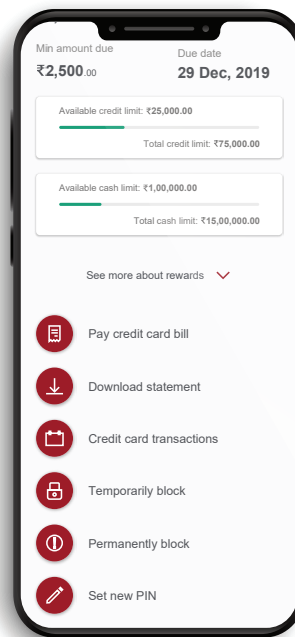 Min amount due
₹2,500.00
Due date
29 Dec, 2019
Available credit limit: ₹25,000.00
Total credit limit: ₹75,000.00
Available cash limit: ₹1,00,000.00
Total cash limit: ₹15,00,000.00
See more about rewards
Pay credit card bill
Download statement
Credit card transactions
Temporarily block
Permanently block
Set new PIN